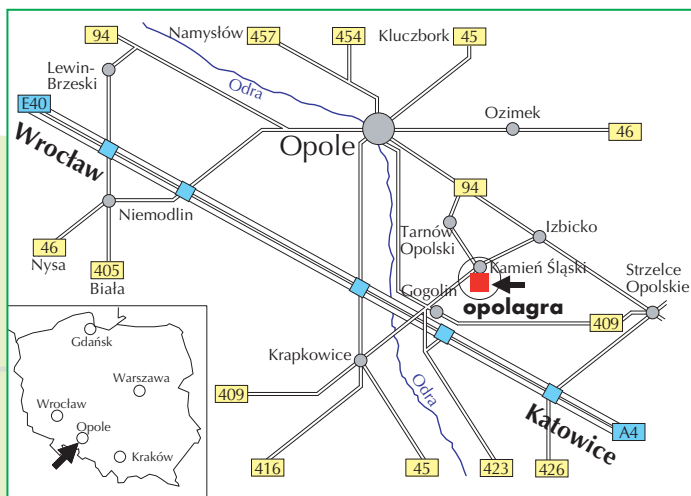 94
Namysłów
457
454
Kluczbork
45
Lewin-
Brzeski
E40
Odra
Ozimek
46
Wrocław
Opole
94
Niemodlin
Tarnów
Opolski
Izbicko
46
Nysa
405
Biała
Kamień Śląski
Gogolin
opolagra
Strzelce
Opolskie
409
Gdańsk
Warszawa
Wrocław
Opole
Kraków
Krapkowice
409
Odra
Katowice
A4
416
45
423
426